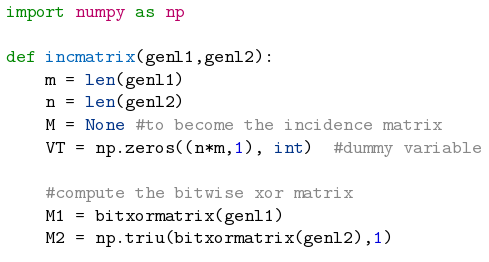 import numpy as np
def incmatrix(genl1,genl2):
    m = len(genl1)
    n = len(genl2)
    M = None #to become the incidence matrix
    VT = np.zeros((n*m,1), int)  #dummy variable
    #compute the bitwise xor matrix
    M1 = bitxormatrix(genl1)
    M2 = np.triu(bitxormatrix(genl2),1)